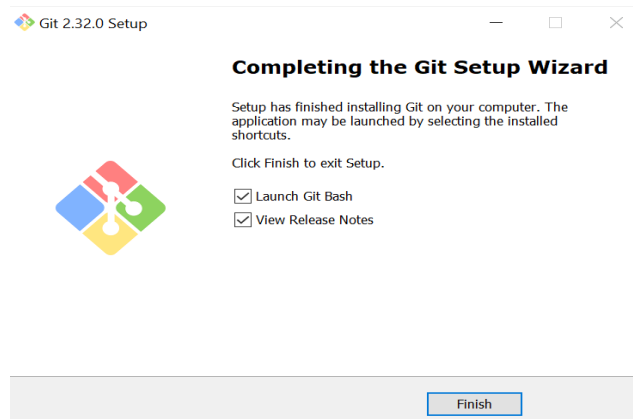 Git 2.32.0 Setup
Completing the Git Setup Wizard
Setup has finished installing Git on your computer. The
application may be launched by selecting the installed
shortcuts.
Click Finish to exit Setup.
Launch Git Bash
View Release Notes
Finish